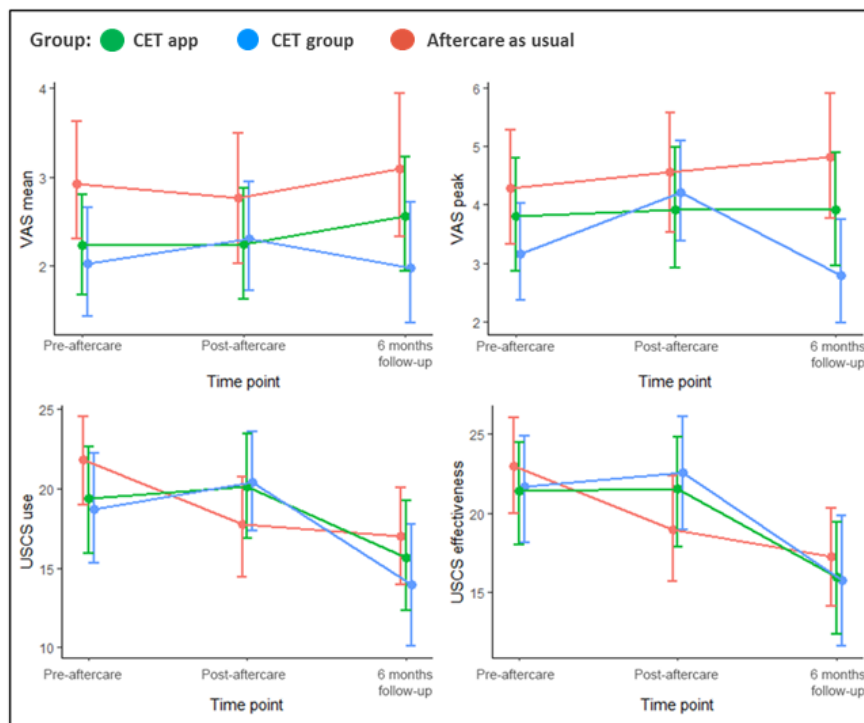 Group: CET app CET group Aftercare as usual
VAS mean
4
3
2
Pre-aftercare Post-aftercare 6 months
follow-up
Time point
VAS peak
6
5
4
3
2
Pre-aftercare Post-aftercare 6 months
follow-up
Time point
USCS use
25
20
15
10
Pre-aftercare Post-aftercare 6 months
follow-up
Time point
USCS effectiveness
25
20
15
Pre-aftercare Post-aftercare 6 months
follow-up
Time point